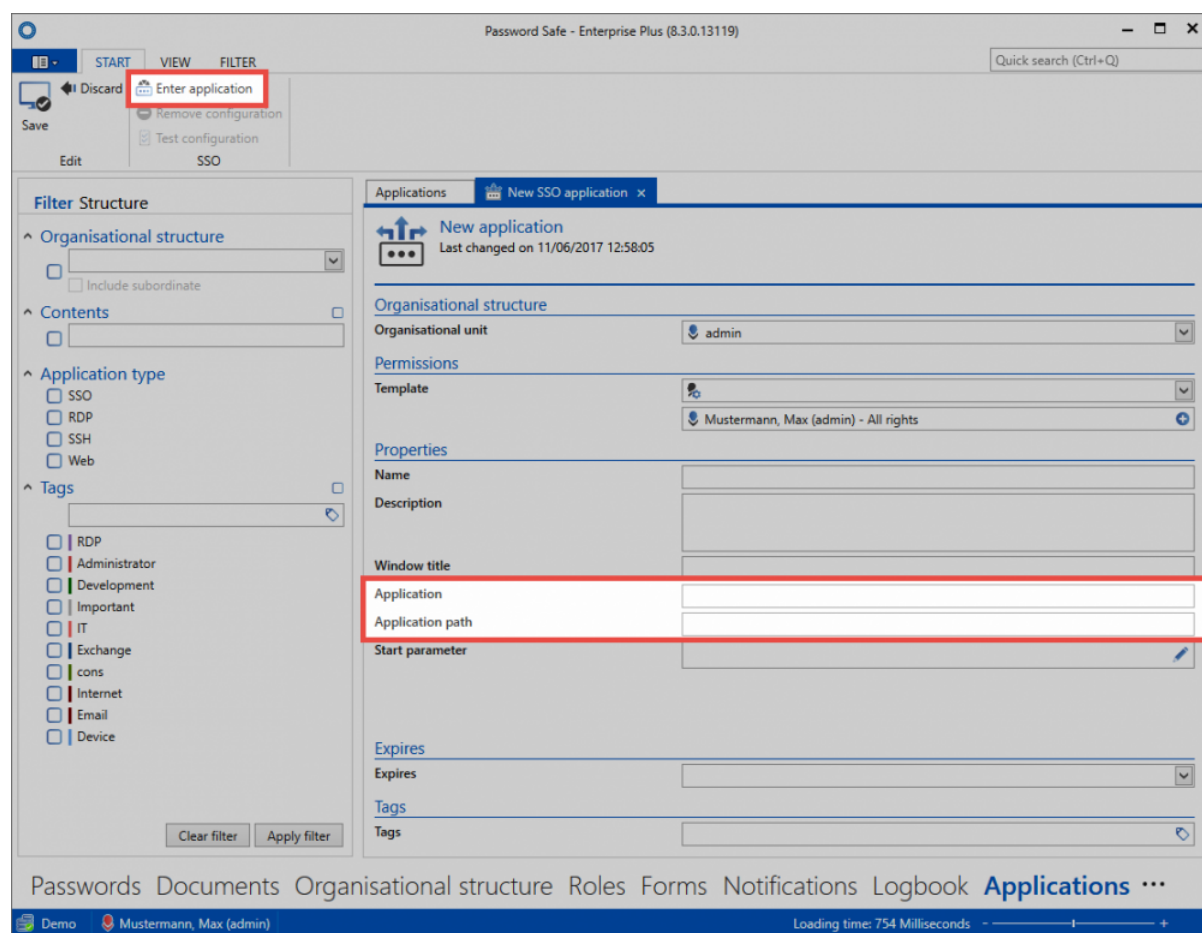 Password Safe - Enterprise Plus (8.3.0.13119)
START VIEW FILTER
Quick search (Ctrl+Q)
Save
Discard
Enter application
Remove configuration
Test configuration
Edit
SSO
Filter Structure
Organisational structure
Include subordinate
Contents
Application type
SSO
RDP
SSH
Web
Tags
RDP
Administrator
Development
Important
IT
Exchange
cons
Internet
Email
Device
Clear filter Apply filter
Applications New SSO application x
New application
Last changed on 11/06/2017 12:58:05
Organisational structure
Organisational unit admin
Permissions
Template
Mustermann, Max (admin) - All rights
Properties
Name
Description
Window title
Application
Application path
Start parameter
Expires
Expires
Tags
Tags
Passwords Documents Organisational structure Roles Forms Notifications Logbook Applications ···
Demo Mustermann, Max (admin) Loading time: 754 Milliseconds - +